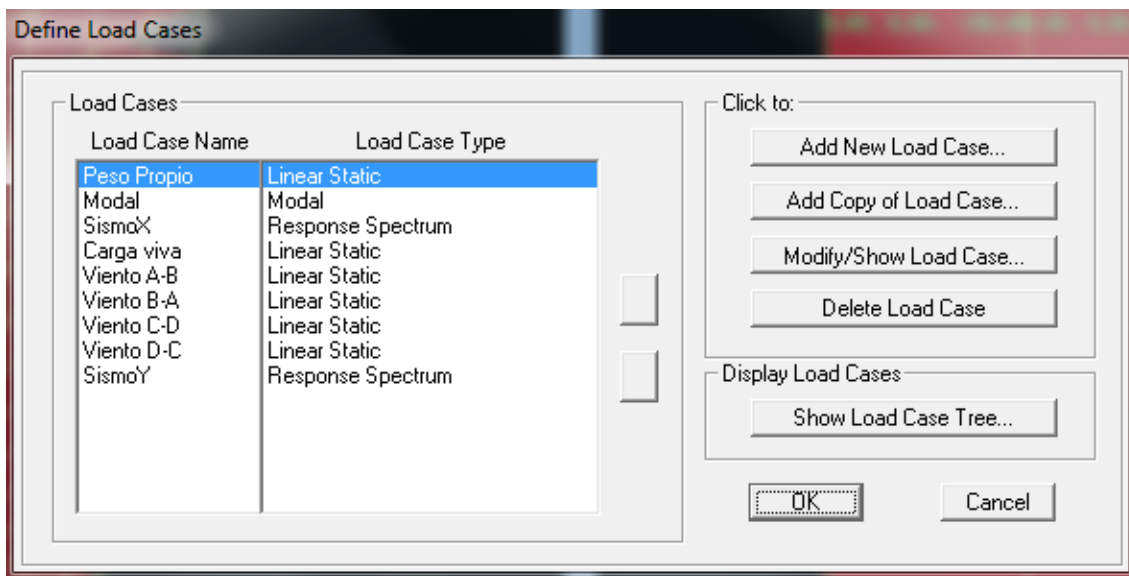 Define Load Cases
Load Cases
Load Case Name Load Case Type
Peso Propio Linear Static
Modal Modal
SismoX Response Spectrum
Carga viva Linear Static
Viento A-B Linear Static
Viento B-A Linear Static
Viento C-D Linear Static
Viento D-C Linear Static
SismoY Response Spectrum
Click to:
Add New Load Case...
Add Copy of Load Case...
Modify/Show Load Case...
Delete Load Case
Display Load Cases
Show Load Case Tree...
OK Cancel